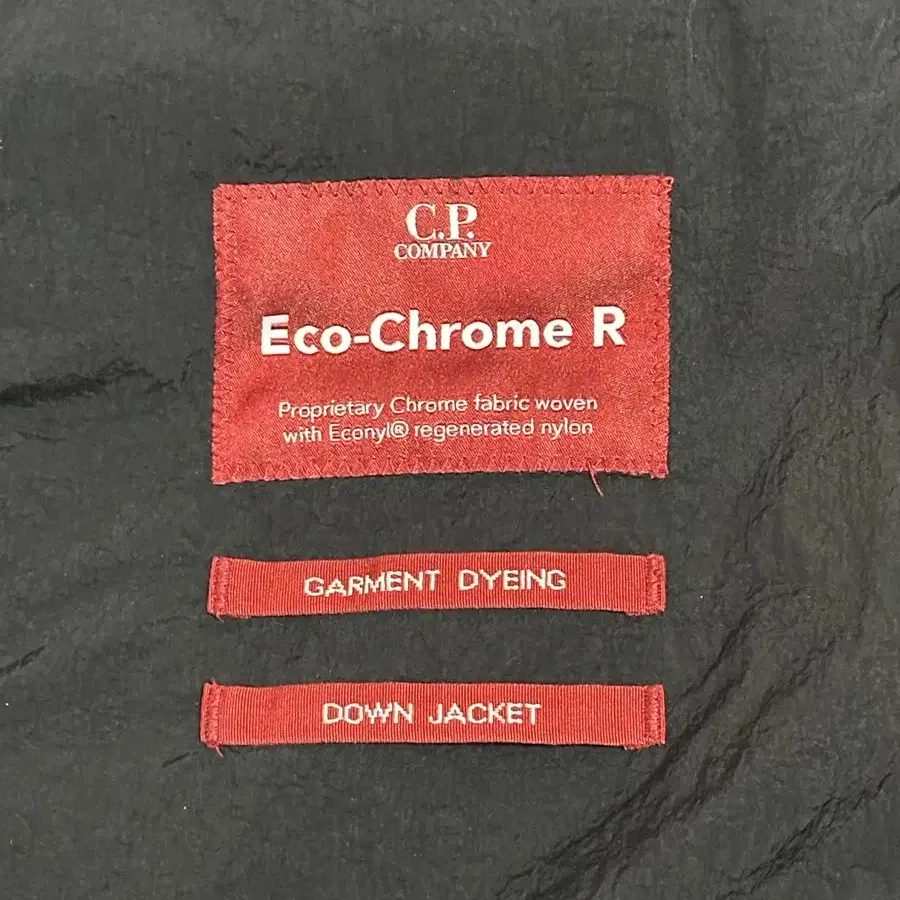 C.P.
COMPANY
Eco-Chrome R
Proprietary Chrome fabric woven
with Econyl® regenerated nylon
GARMENT DYEING
DOWN JACKET